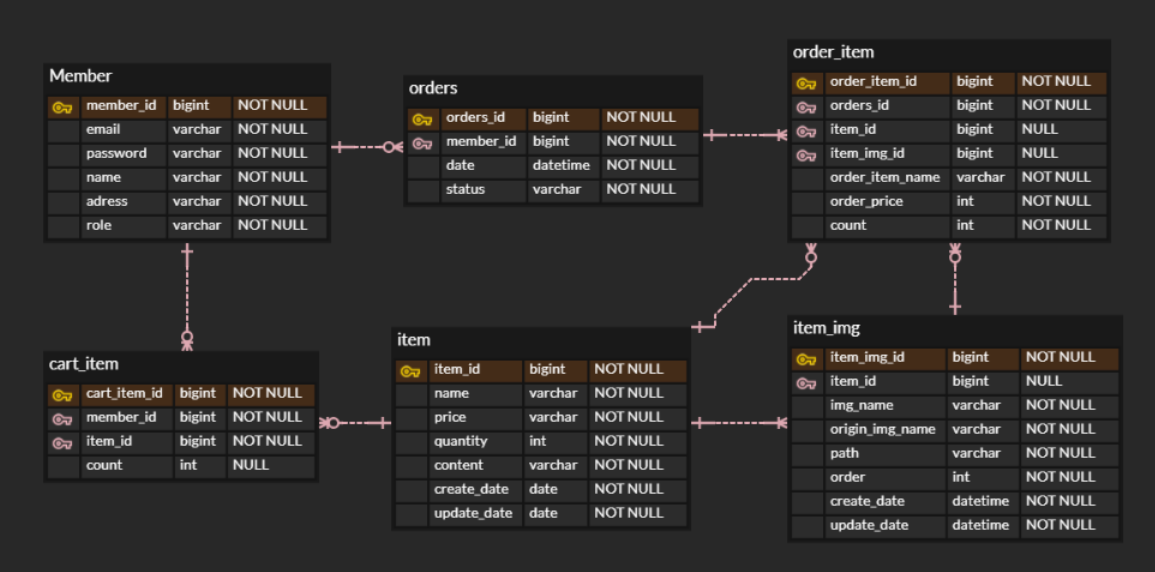 Member
member_id bigint NOT NULL
email varchar NOT NULL
password varchar NOT NULL
name varchar NOT NULL
adress varchar NOT NULL
role varchar NOT NULL
orders
orders_id bigint NOT NULL
member_id bigint NOT NULL
date datetime NOT NULL
status varchar NOT NULL
order_item
order_item_id bigint NOT NULL
orders_id bigint NOT NULL
item_id bigint NULL
item_img_id bigint NULL
order_item_name varchar NOT NULL
order_price int NOT NULL
count int NOT NULL
cart_item
cart_item_id bigint NOT NULL
member_id bigint NOT NULL
item_id bigint NOT NULL
count int NULL
item
item_id bigint NOT NULL
name varchar NOT NULL
price varchar NOT NULL
quantity int NOT NULL
content varchar NOT NULL
create_date date NOT NULL
update_date date NOT NULL
item_img
item_img_id bigint NOT NULL
item_id bigint NULL
img_name varchar NOT NULL
origin_img_name varchar NOT NULL
path varchar NOT NULL
order int NOT NULL
create_date datetime NOT NULL
update_date datetime NOT NULL